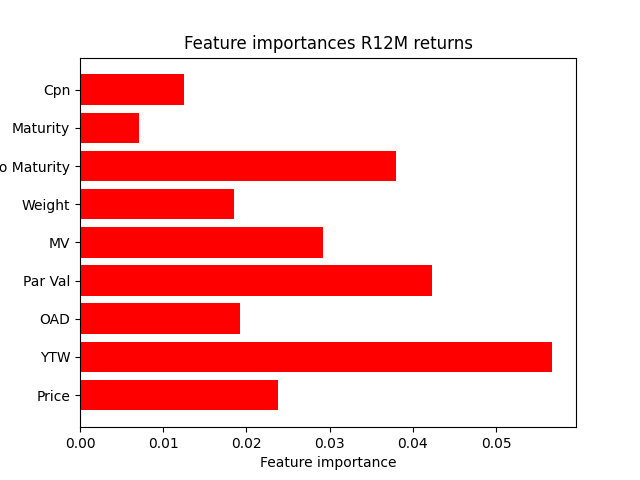 Feature importances R12M returns
Cpn
Maturity
o Maturity
Weight
MV
Par Val
OAD
YTW
Price
0.00 0.01 0.02 0.03 0.04 0.05
Feature importance